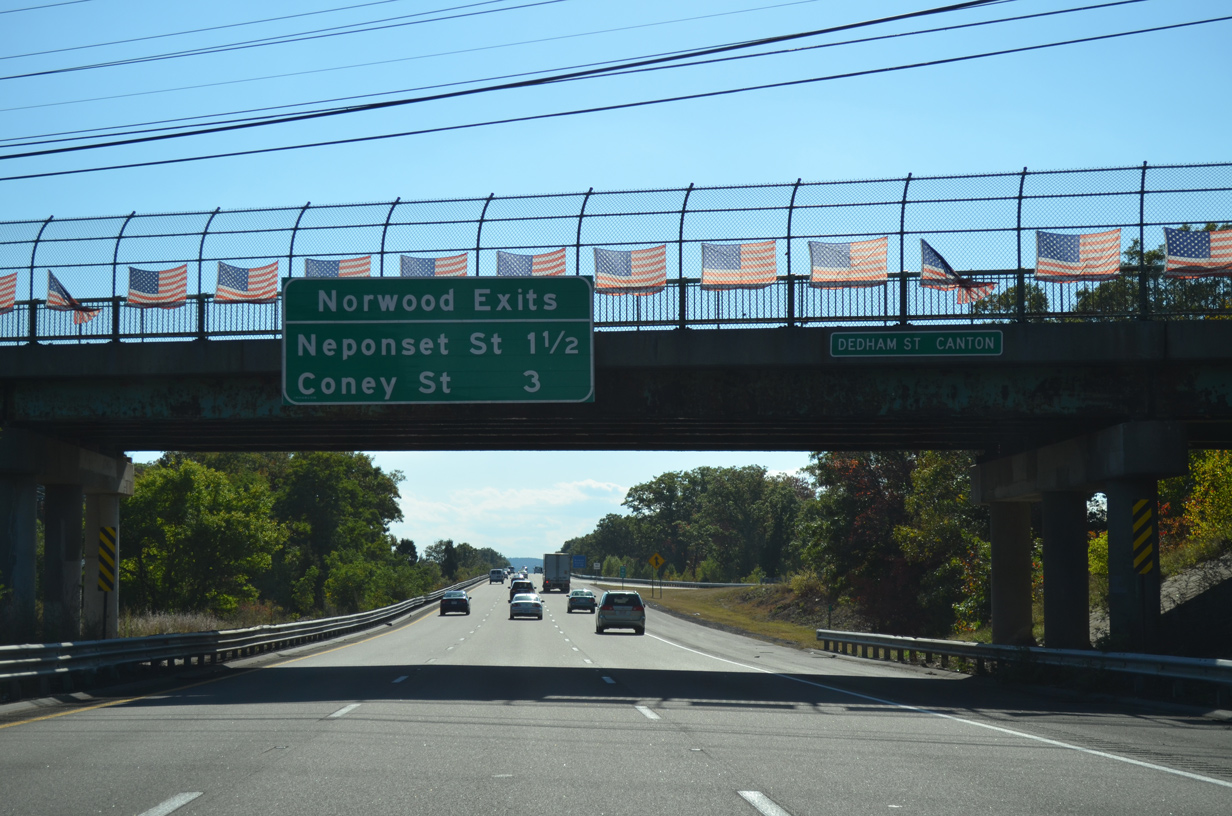 Norwood Exits
Neponset St 1½
Coney St 3
DEDHAM ST CANTON